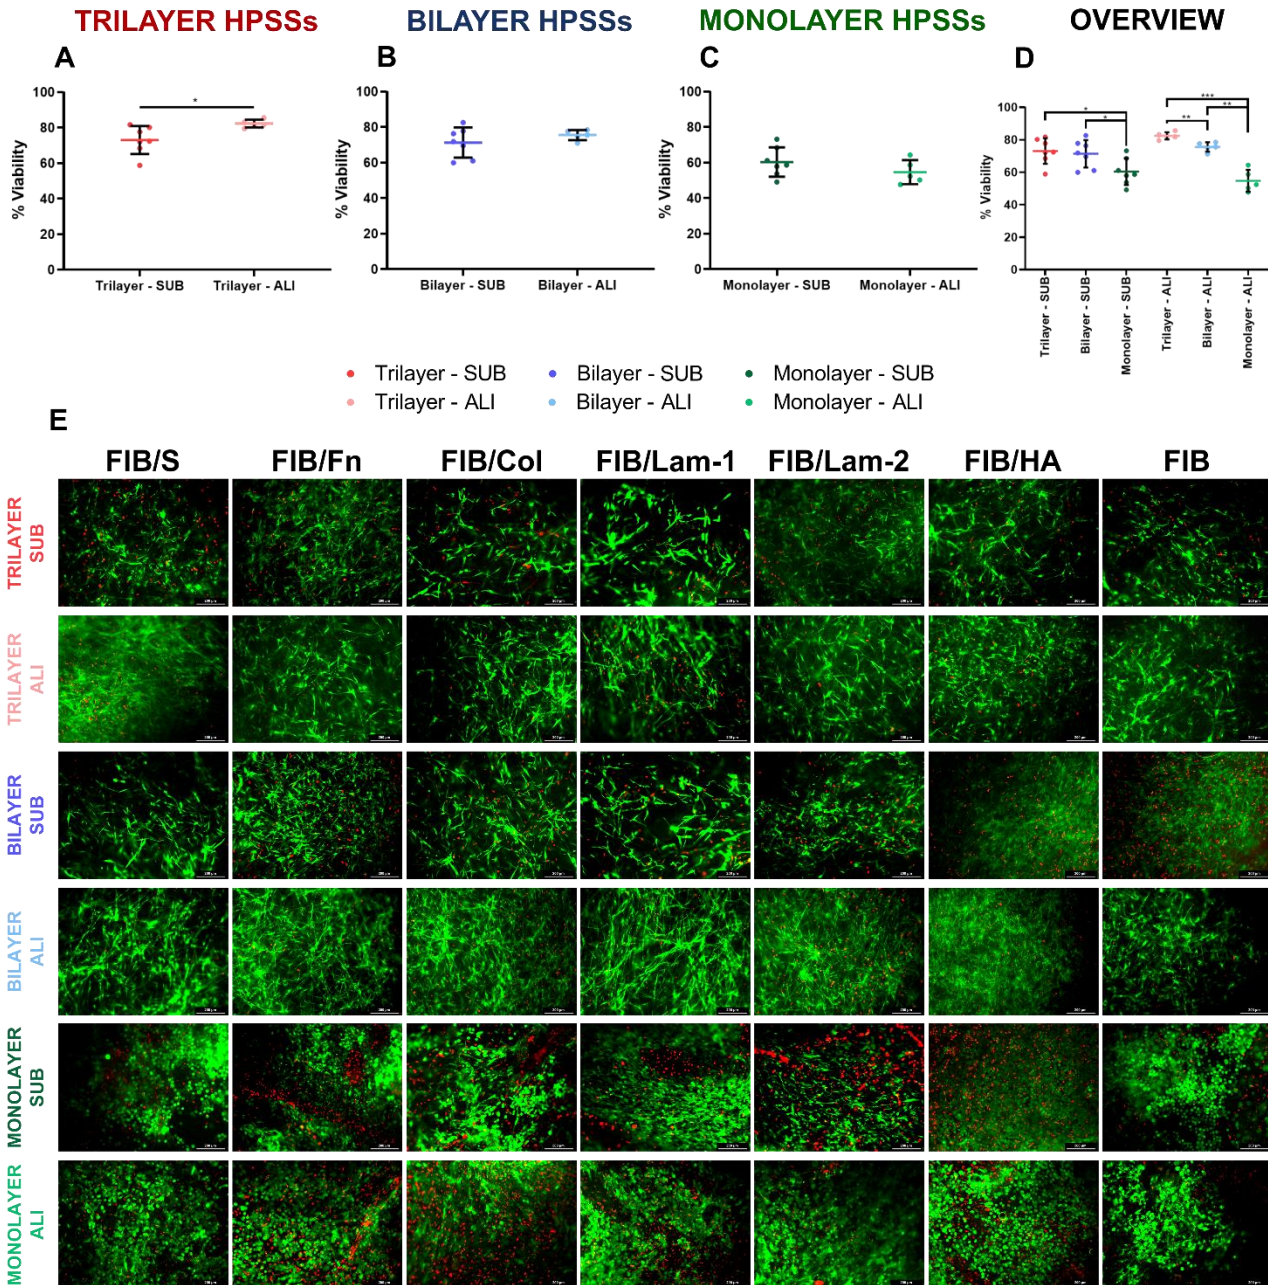 TRILAYER HPSSs BILAYER HPSSs MONOLAYER HPSSs OVERVIEW
A B C D
% Viability
100
80
60
40
20
0
*
Trilayer - SUB Trilayer - ALI
% Viability
100
80
60
40
20
0
Bilayer - SUB Bilayer - ALI
% Viability
100
80
60
40
20
0
Monolayer - SUB Monolayer - ALI
% Viability
100
80
60
40
20
0
*
*
***
**
**
Trilayer - SUB
Bilayer - SUB
Monolayer - SUB
Trilayer - ALI
Bilayer - ALI
Monolayer - ALI
Trilayer - SUB Bilayer - SUB Monolayer - SUB
Trilayer - ALI Bilayer - ALI Monolayer - ALI
E
FIB/S FIB/Fn FIB/Col FIB/Lam-1 FIB/Lam-2 FIB/HA FIB
TRILAYER
SUB
TRILAYER
ALI
BILAYER
SUB
BILAYER
ALI
MONOLAYER
SUB
MONOLAYER
ALI